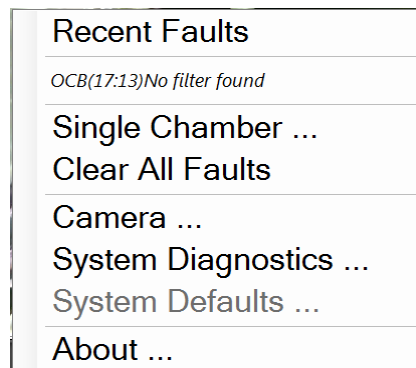 Recent Faults
OCB(17:13)No filter found
Single Chamber ...
Clear All Faults
Camera ...
System Diagnostics ...
System Defaults ...
About ...